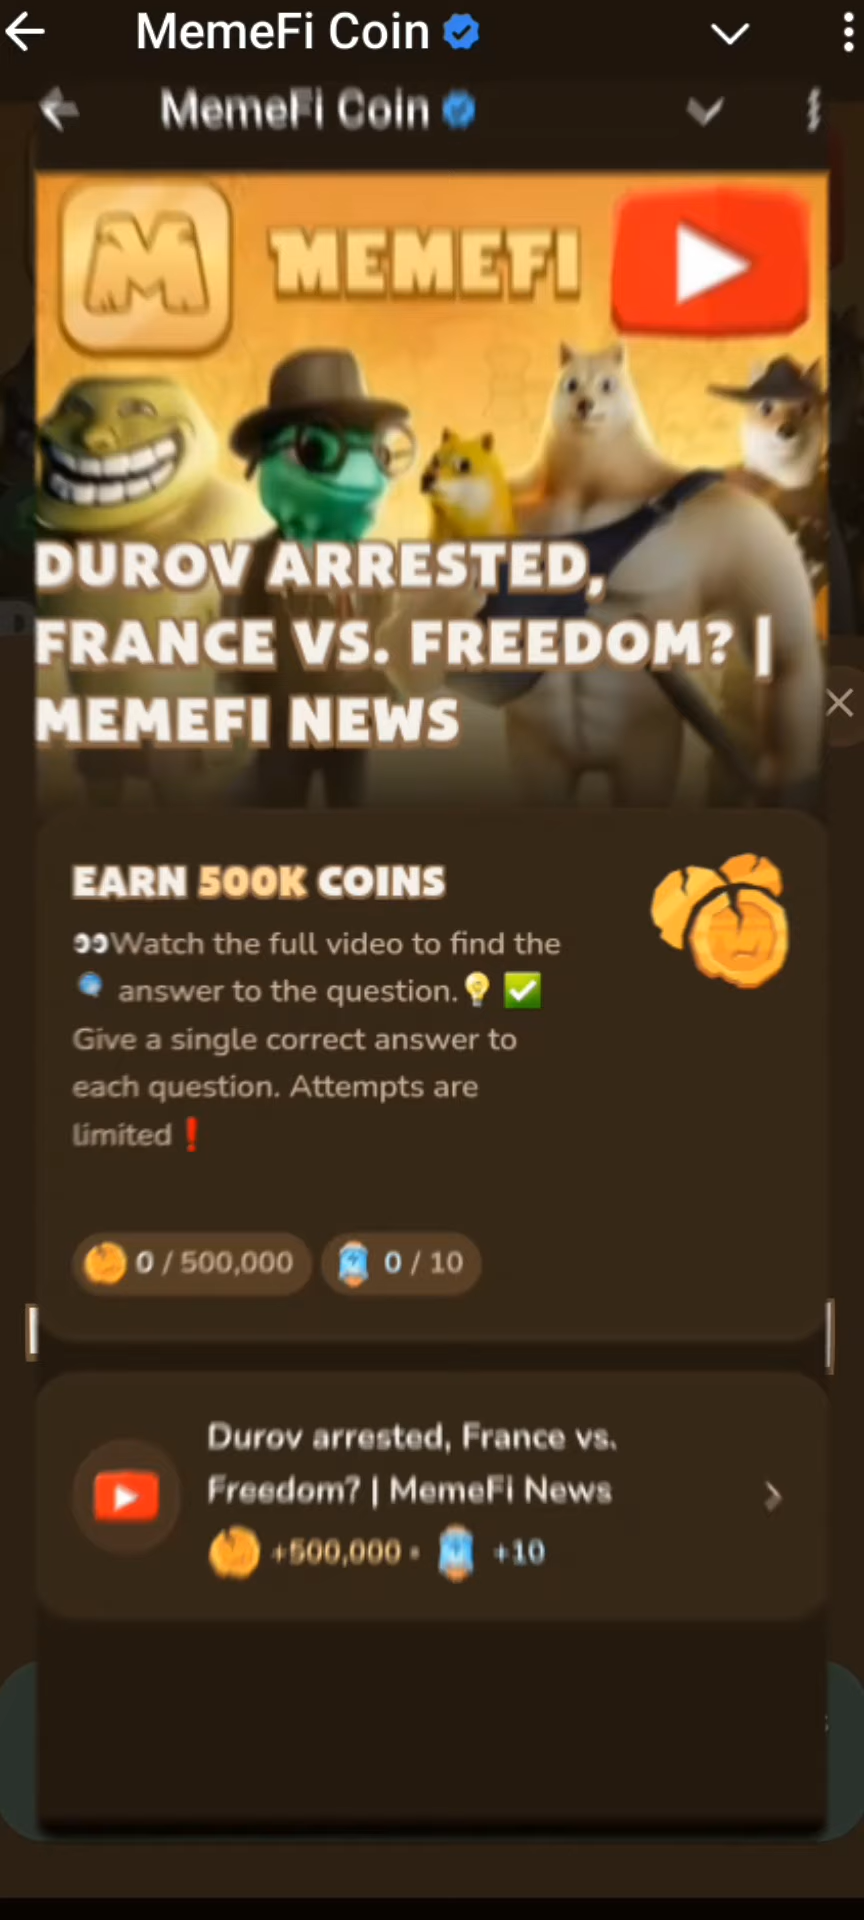 MemeFi Coin
MemeFi Coin
M MEMEFI
DUROV ARRESTED,
FRANCE VS. FREEDOM? |
MEMEFI NEWS
EARN 500K COINS
👀Watch the full video to find the
🔍 answer to the question.💡 ✅
Give a single correct answer to
each question. Attempts are
limited❗
0 / 500,000 0 / 10
Durov arrested, France vs.
Freedom? | MemeFi News
+500,000 • +10